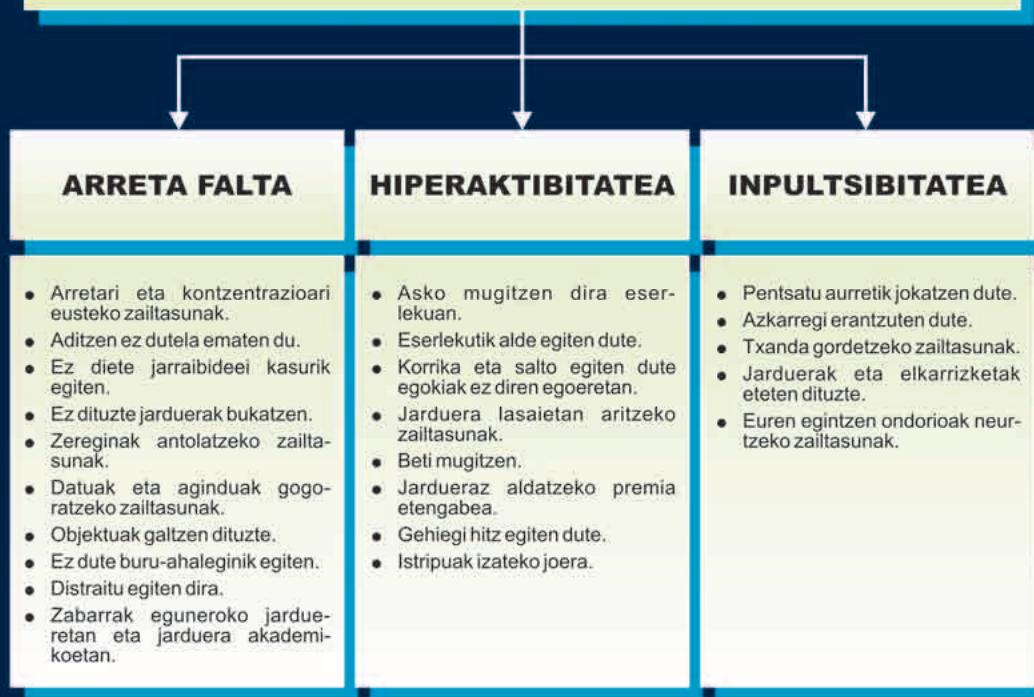 ARRETA FALTA
● Arretari eta kontzentrazioari
eusteko zailtasunak.
● Aditzen ez dutela ematen du.
● Ez diete jarraibideei kasurik
egiten.
● Ez dituzte jarduerak bukatzen.
● Zereginak antolatzeko zailta-
sunak.
● Datuak eta aginduak gogo-
ratzeko zailtasunak.
● Objektuak galtzen dituzte.
● Ez dute buru-ahaleginik egiten.
● Distraitu egiten dira.
● Zabarrak eguneroko jardue-
retan eta jarduera akademi-
koetan.
HIPERAKTIBITATEA
● Asko mugitzen dira eser-
lekuan.
● Eserlekutik alde egiten dute.
● Korrika eta salto egiten dute
egokiak ez diren egoeretan.
● Jarduera lasaietan aritzeko
zailtasunak.
● Beti mugitzen.
● Jardueraz aldatzeko premia
etengabea.
● Gehiegi hitz egiten dute.
● Istripuak izateko joera.
INPULTSIBITATEA
● Pentsatu aurretik jokatzen dute.
● Azkarregi erantzuten dute.
● Txanda gordetzeko zailtasunak.
● Jarduerak eta elkarrizketak
eteten dituzte.
● Euren egintzen ondorioak neur-
tzeko zailtasunak.